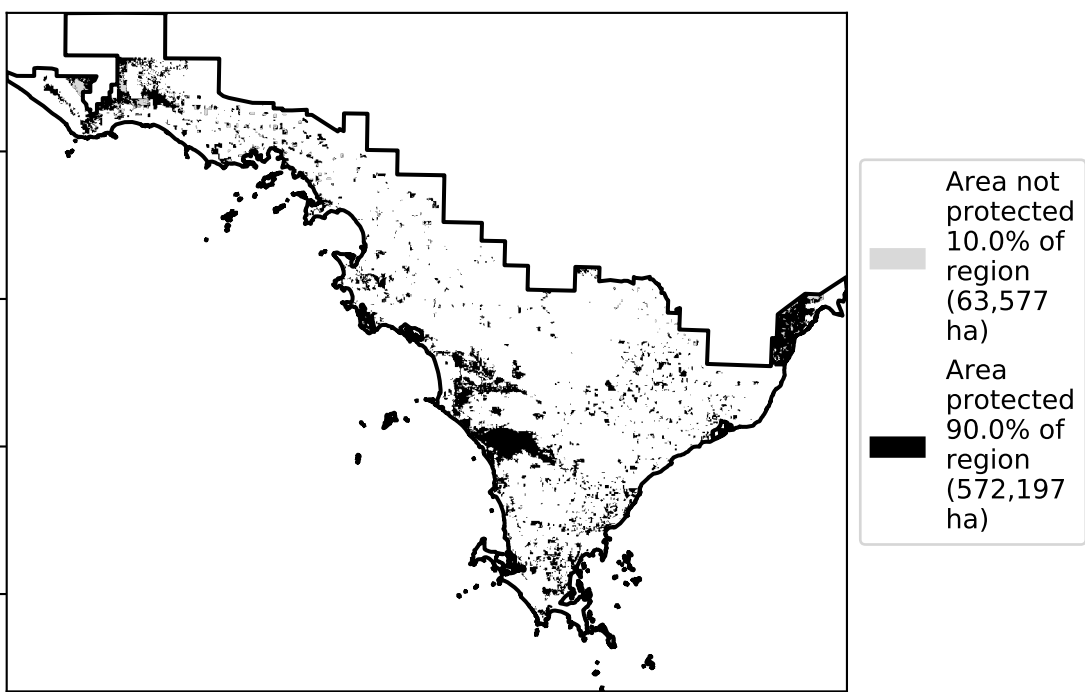 Area not
protected
10.0% of
region
(63,577
ha)
Area
protected
90.0% of
region
(572,197
ha)